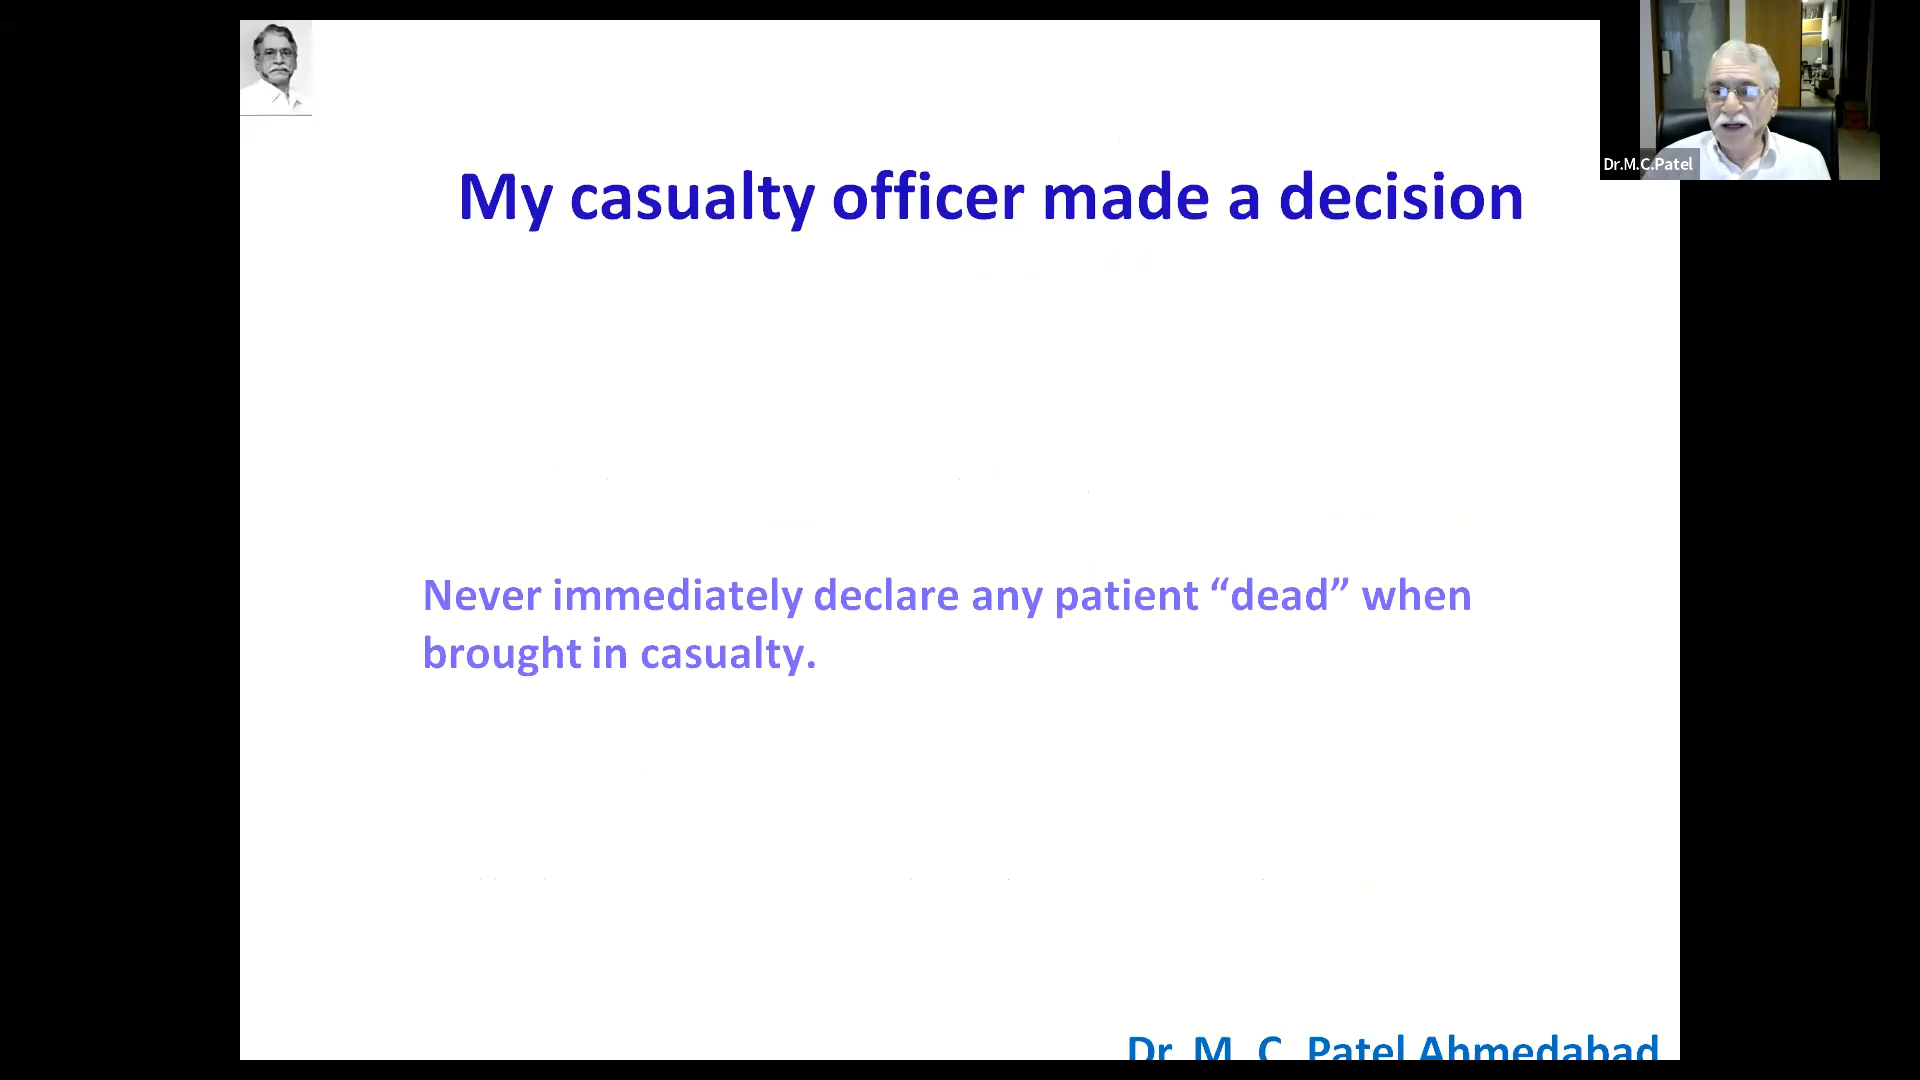 Dr.M.C.Patel
My casualty officer made a decision
Never immediately declare any patient “dead” when
brought in casualty.
Dr. M. C. Patel Ahmedabad